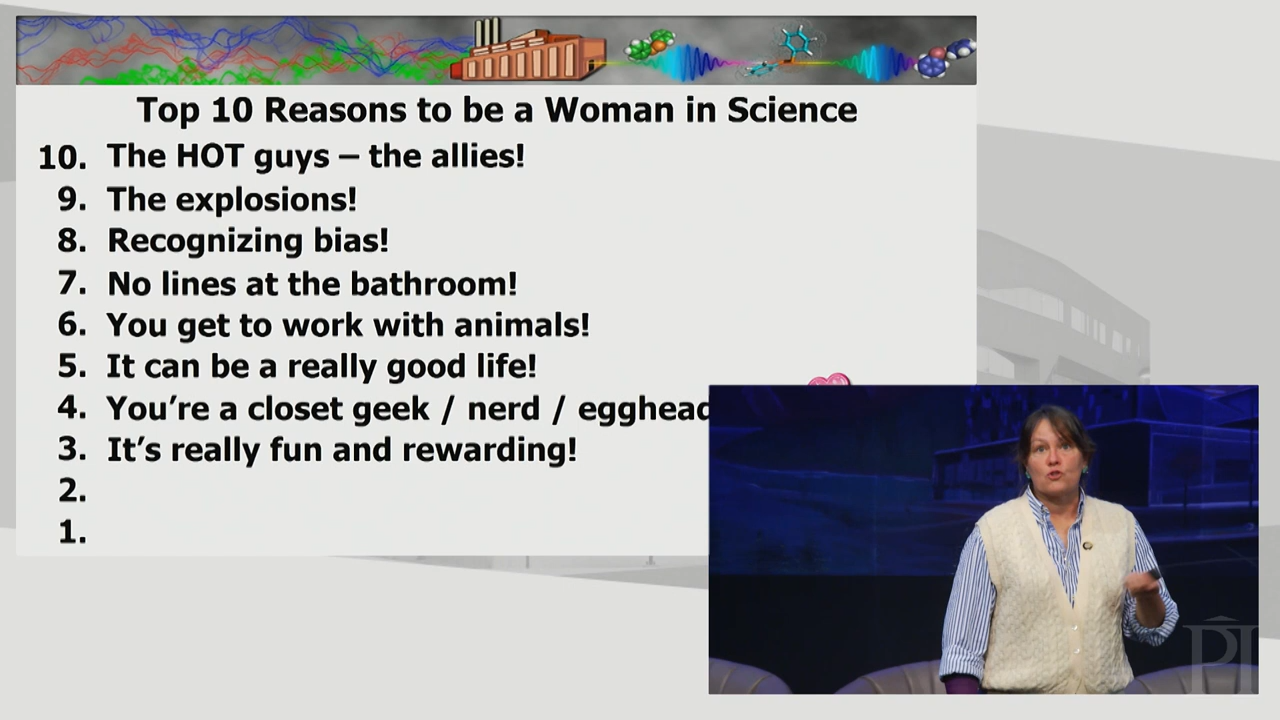 Top 10 Reasons to be a Woman in Science
10. The HOT guys – the allies!
9. The explosions!
8. Recognizing bias!
7. No lines at the bathroom!
6. You get to work with animals!
5. It can be a really good life!
4. You’re a closet geek / nerd / egghead
3. It’s really fun and rewarding!
2.
1.
PI